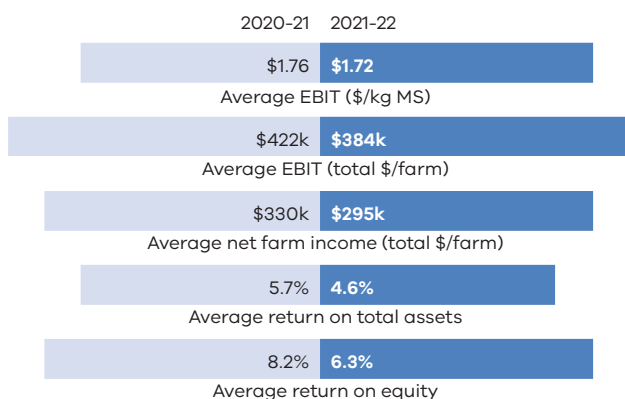 2020-21 2021-22
$1.76 $1.72
Average EBIT ($/kg MS)
$422k $384k
Average EBIT (total $/farm)
$330k $295k
Average net farm income (total $/farm)
5.7% 4.6%
Average return on total assets
8.2% 6.3%
Average return on equity